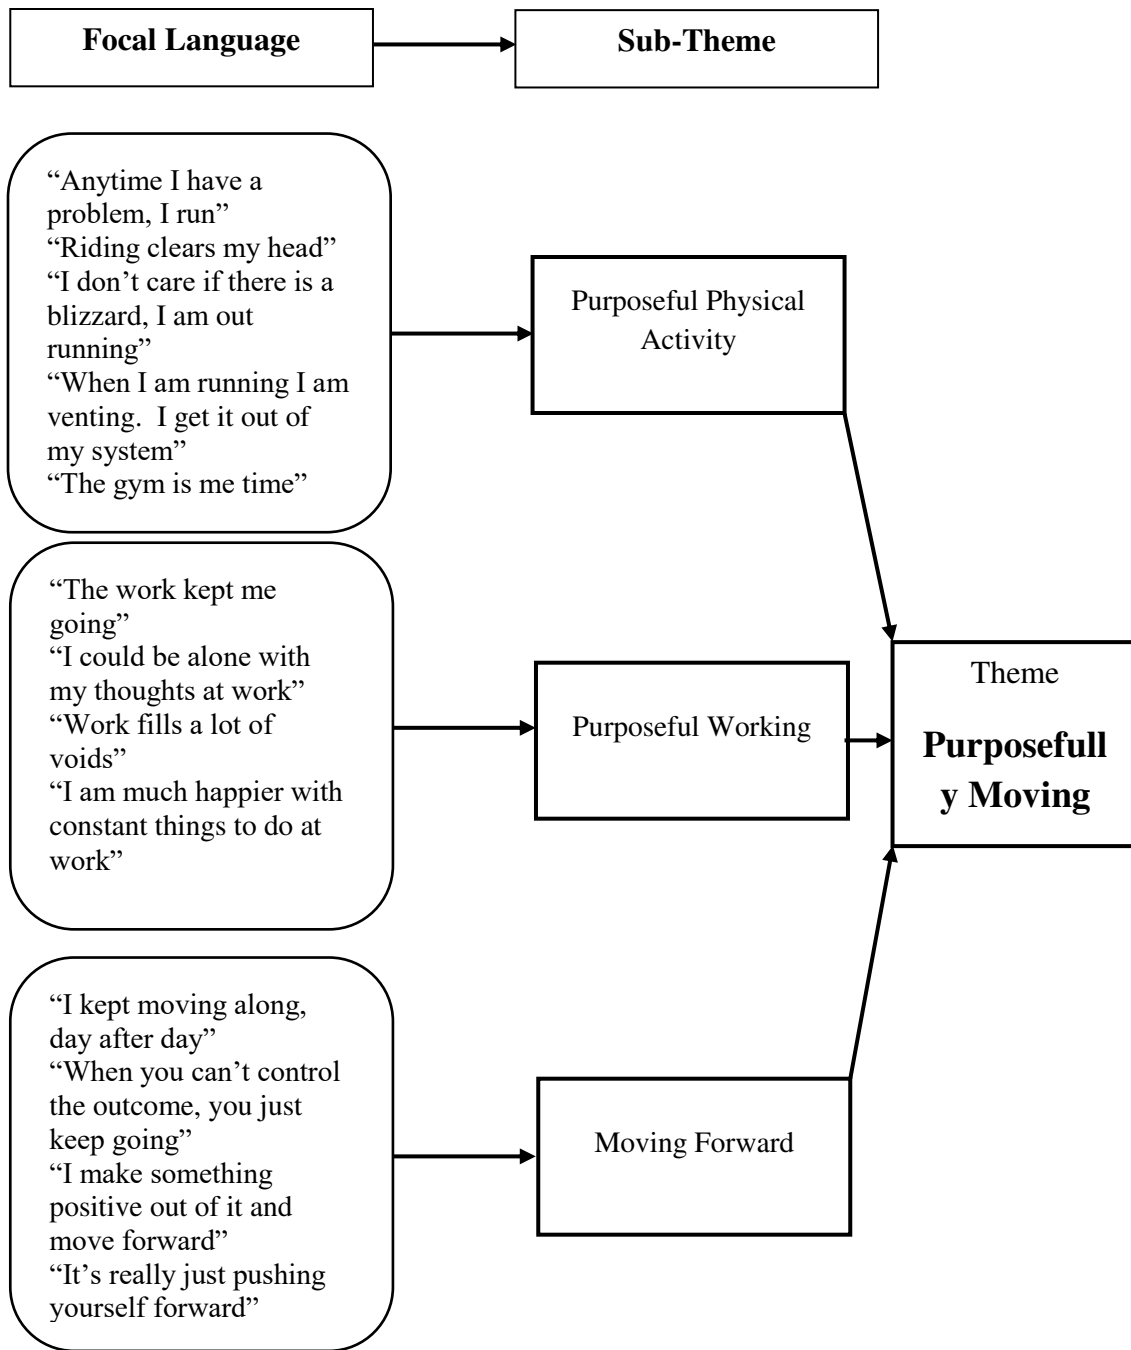 Focal Language
Sub-Theme
“Anytime I have a
problem, I run”
“Riding clears my head”
“I don’t care if there is a
blizzard, I am out
running”
“When I am running I am
venting.  I get it out of
my system”
“The gym is me time”
Purposeful Physical
Activity
“The work kept me
going”
“I could be alone with
my thoughts at work”
“Work fills a lot of
voids”
“I am much happier with
constant things to do at
work”
Purposeful Working
Theme
Purposefull
y Moving
“I kept moving along,
day after day”
“When you can’t control
the outcome, you just
keep going”
“I make something
positive out of it and
move forward”
“It’s really just pushing
yourself forward”
Moving Forward